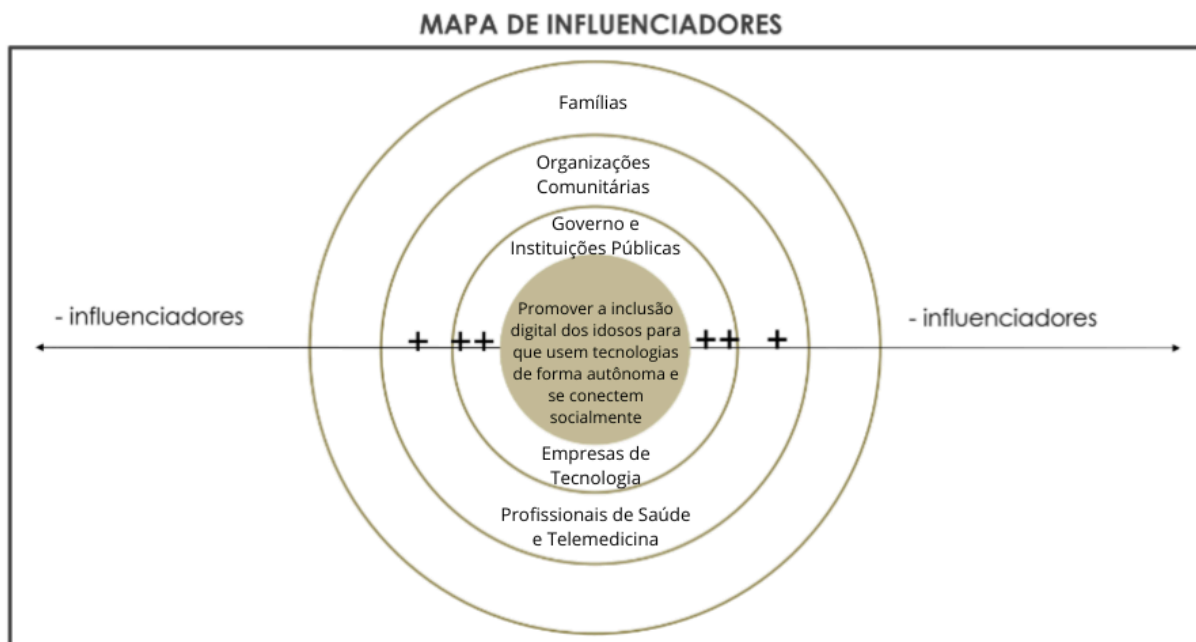 MAPA DE INFLUENCIADORES
Famílias
Organizações
Comunitárias
Governo e
Instituições Públicas
- influenciadores
+ ++
Promover a inclusão
digital dos idosos para
que usem tecnologias
de forma autônoma e
se conectem
socialmente
++ +
- influenciadores
Empresas de
Tecnologia
Profissionais de Saúde
e Telemedicina